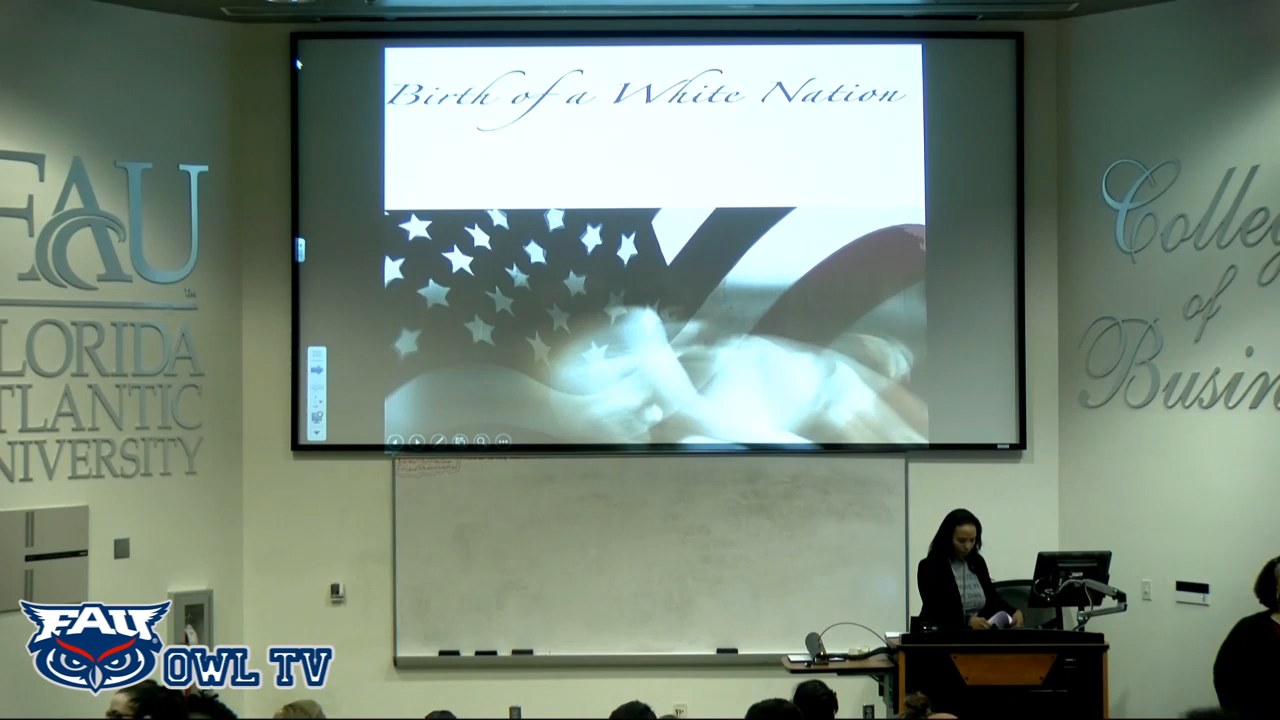 Birth of a White Nation
FAU
FLORIDA
ATLANTIC
UNIVERSITY
College
of
Busin
FAU
OWL TV